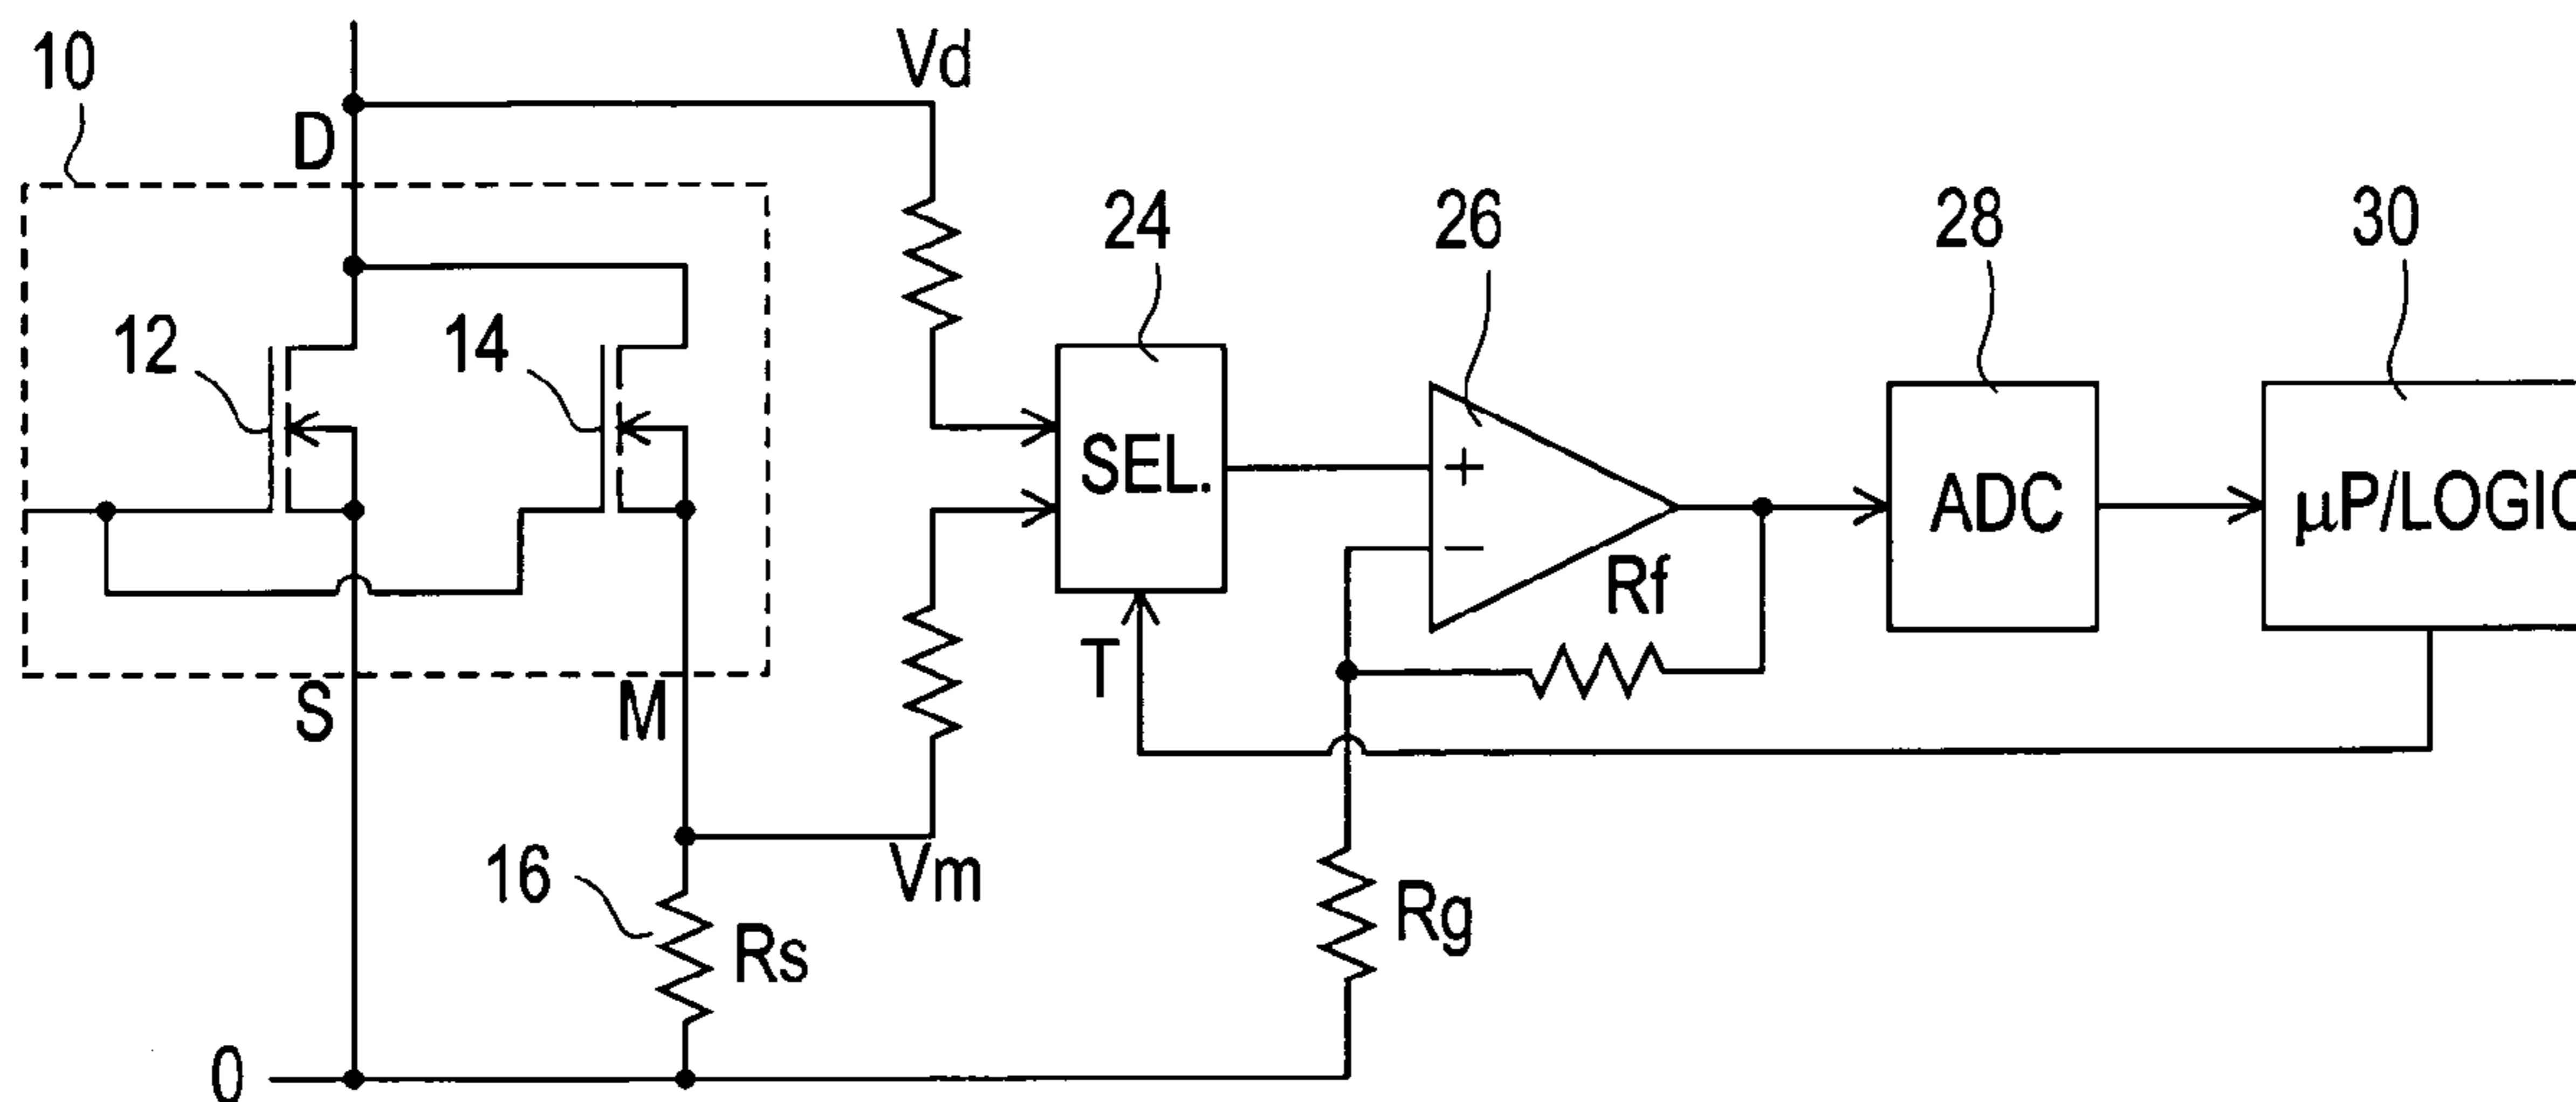 10
Vd
D
24
26
28
30
12
14
SEL.
+
−
ADC
μP/LOGIC
Rf
T
S
M
16
Vm
Rs
Rg
0